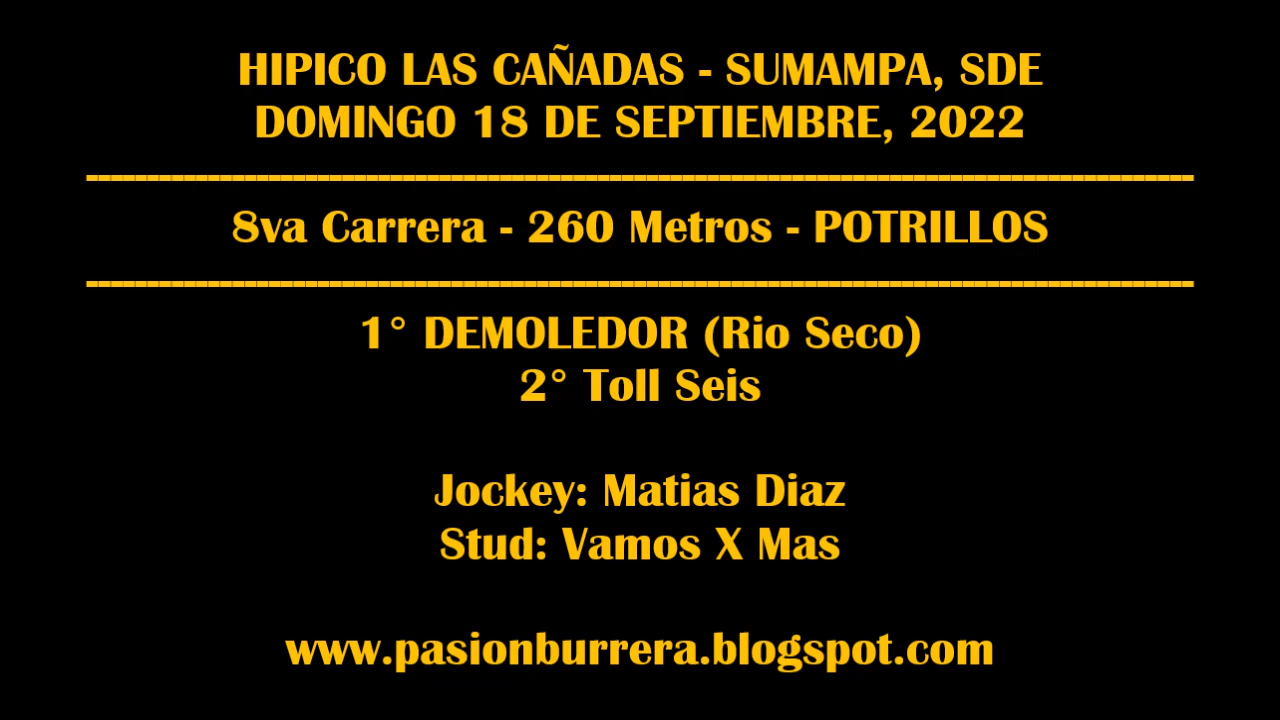 HIPICO LAS CAÑADAS - SUMAMPA, SDE
DOMINGO 18 DE SEPTIEMBRE, 2022
8va Carrera - 260 Metros - POTRILLOS
1° DEMOLEDOR (Rio Seco)
2° Toll Seis
Jockey: Matias Diaz
Stud: Vamos X Mas
www.pasionburrera.blogspot.com